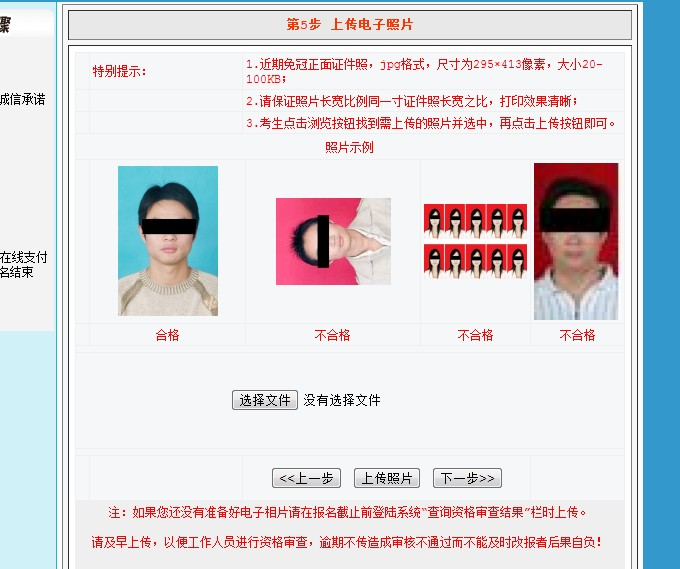 骤
第5步 上传电子照片
特别提示：
1.近期免冠正面证件照，jpg格式，尺寸为295×413像素，大小20-
100KB；
诚信承诺
2.请保证照片长宽比例同一寸证件照长宽之比，打印效果清晰；
3.考生点击浏览按钮找到需上传的照片并选中，再点击上传按钮即可。
照片示例
在线支付
名结束
合格 不合格 不合格 不合格
选择文件 没有选择文件
<<上一步 上传照片 下一步>>
注：如果您还没有准备好电子相片请在报名截止前登陆系统“查询资格审查结果”栏时上传。
请及早上传，以便工作人员进行资格审查，逾期不传造成审核不通过而不能及时改报者后果自负！